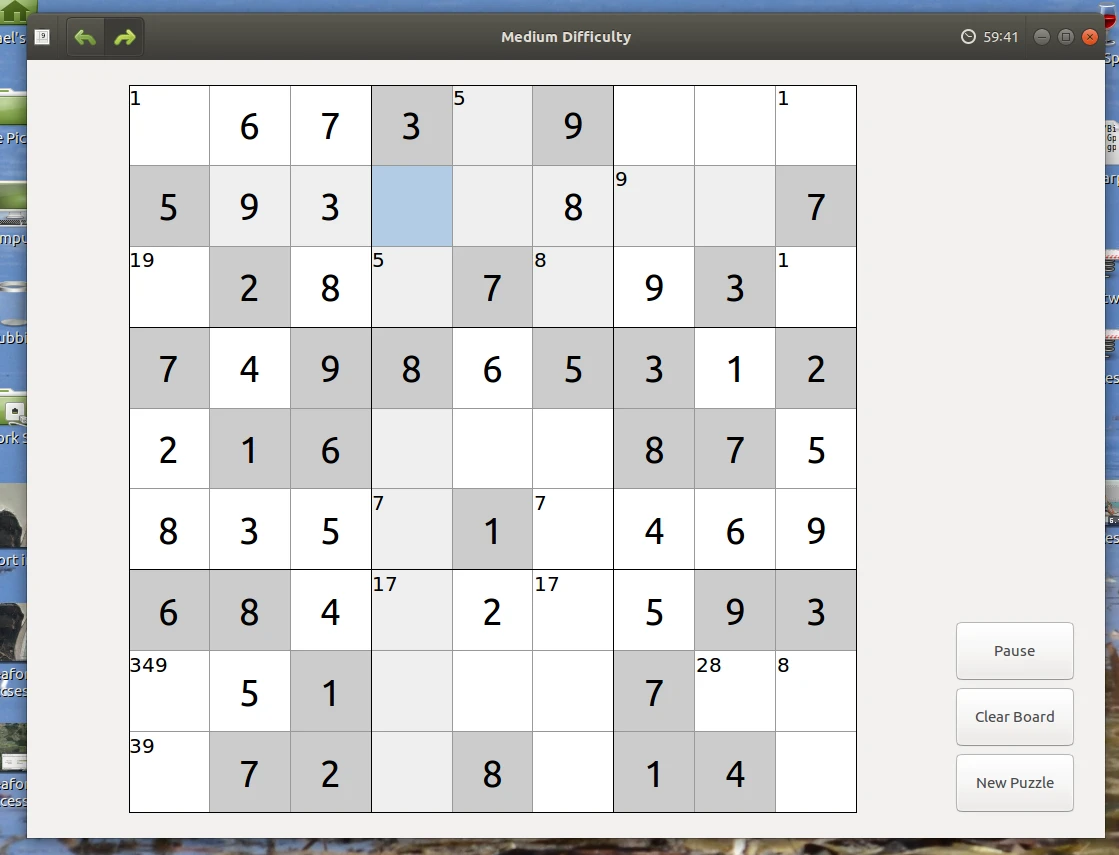 Medium Difficulty 59:41
1 6 7 3 5 9 1
5 9 3 8 9 7
19 2 8 5 7 8 9 3 1
7 4 9 8 6 5 3 1 2
2 1 6 8 7 5
8 3 5 7 1 7 4 6 9
6 8 4 17 2 17 5 9 3
349 5 1 7 28 8
39 7 2 8 1 4
Pause
Clear Board
New Puzzle